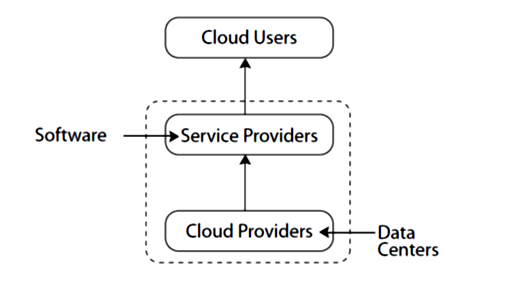 Cloud Users
Software
Service Providers
Cloud Providers
Data
Centers